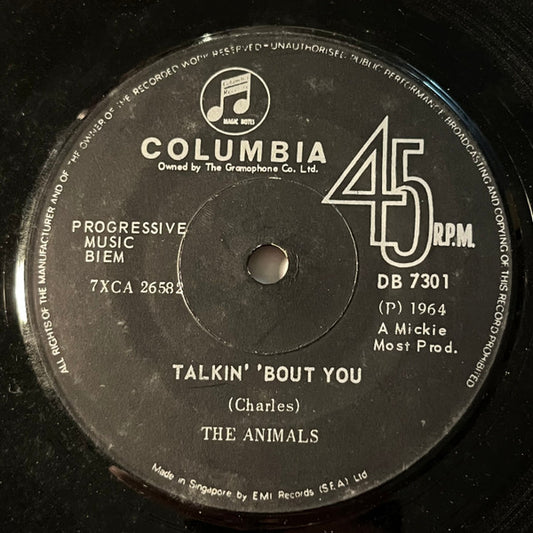 ALL RIGHTS OF THE MANUFACTURER AND OF THE OWNER OF THE RECORDED WORK RESERVED - UNAUTHORISED PUBLIC PERFORMANCE BROADCASTING AND COPYING OF THIS RECORD PROHIBITED
MAGIC NOTES
COLUMBIA
Owned by The Gramophone Co. Ltd.
45
R.P.M.
PROGRESSIVE
MUSIC
BIEM
7XCA 26582
DB 7301
(P) 1964
A Mickie
Most Prod.
TALKIN' 'BOUT YOU
(Charles)
THE ANIMALS
Made in Singapore by EMI Records (S.E.A.) Ltd